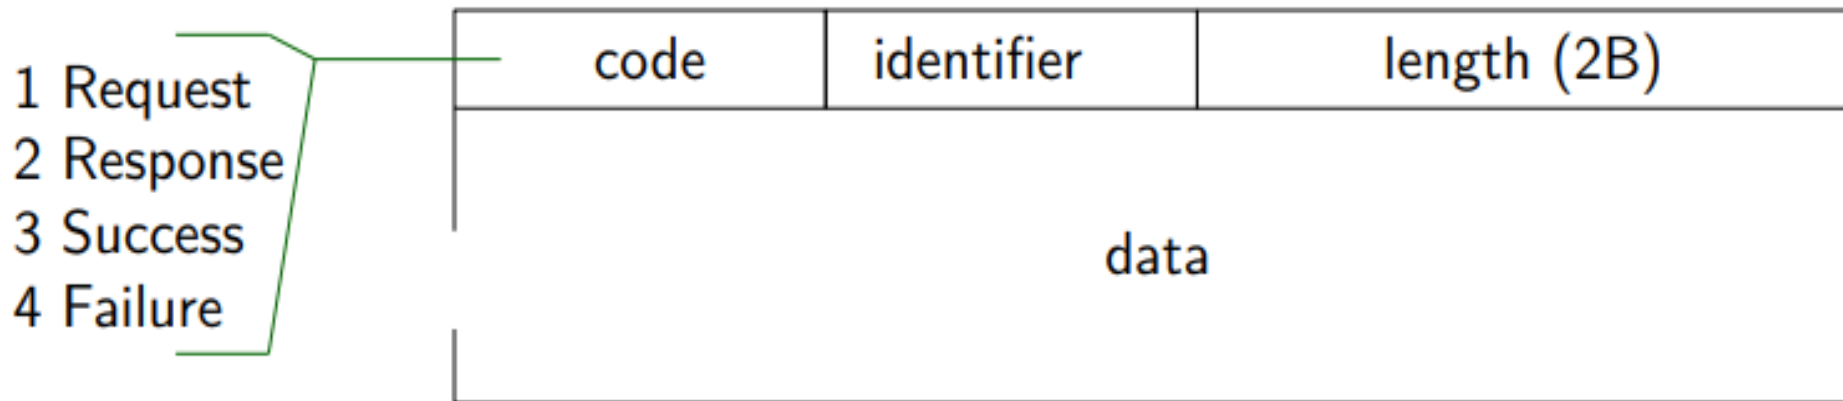 code identifier length (2B)
1 Request
2 Response
3 Success
4 Failure
data